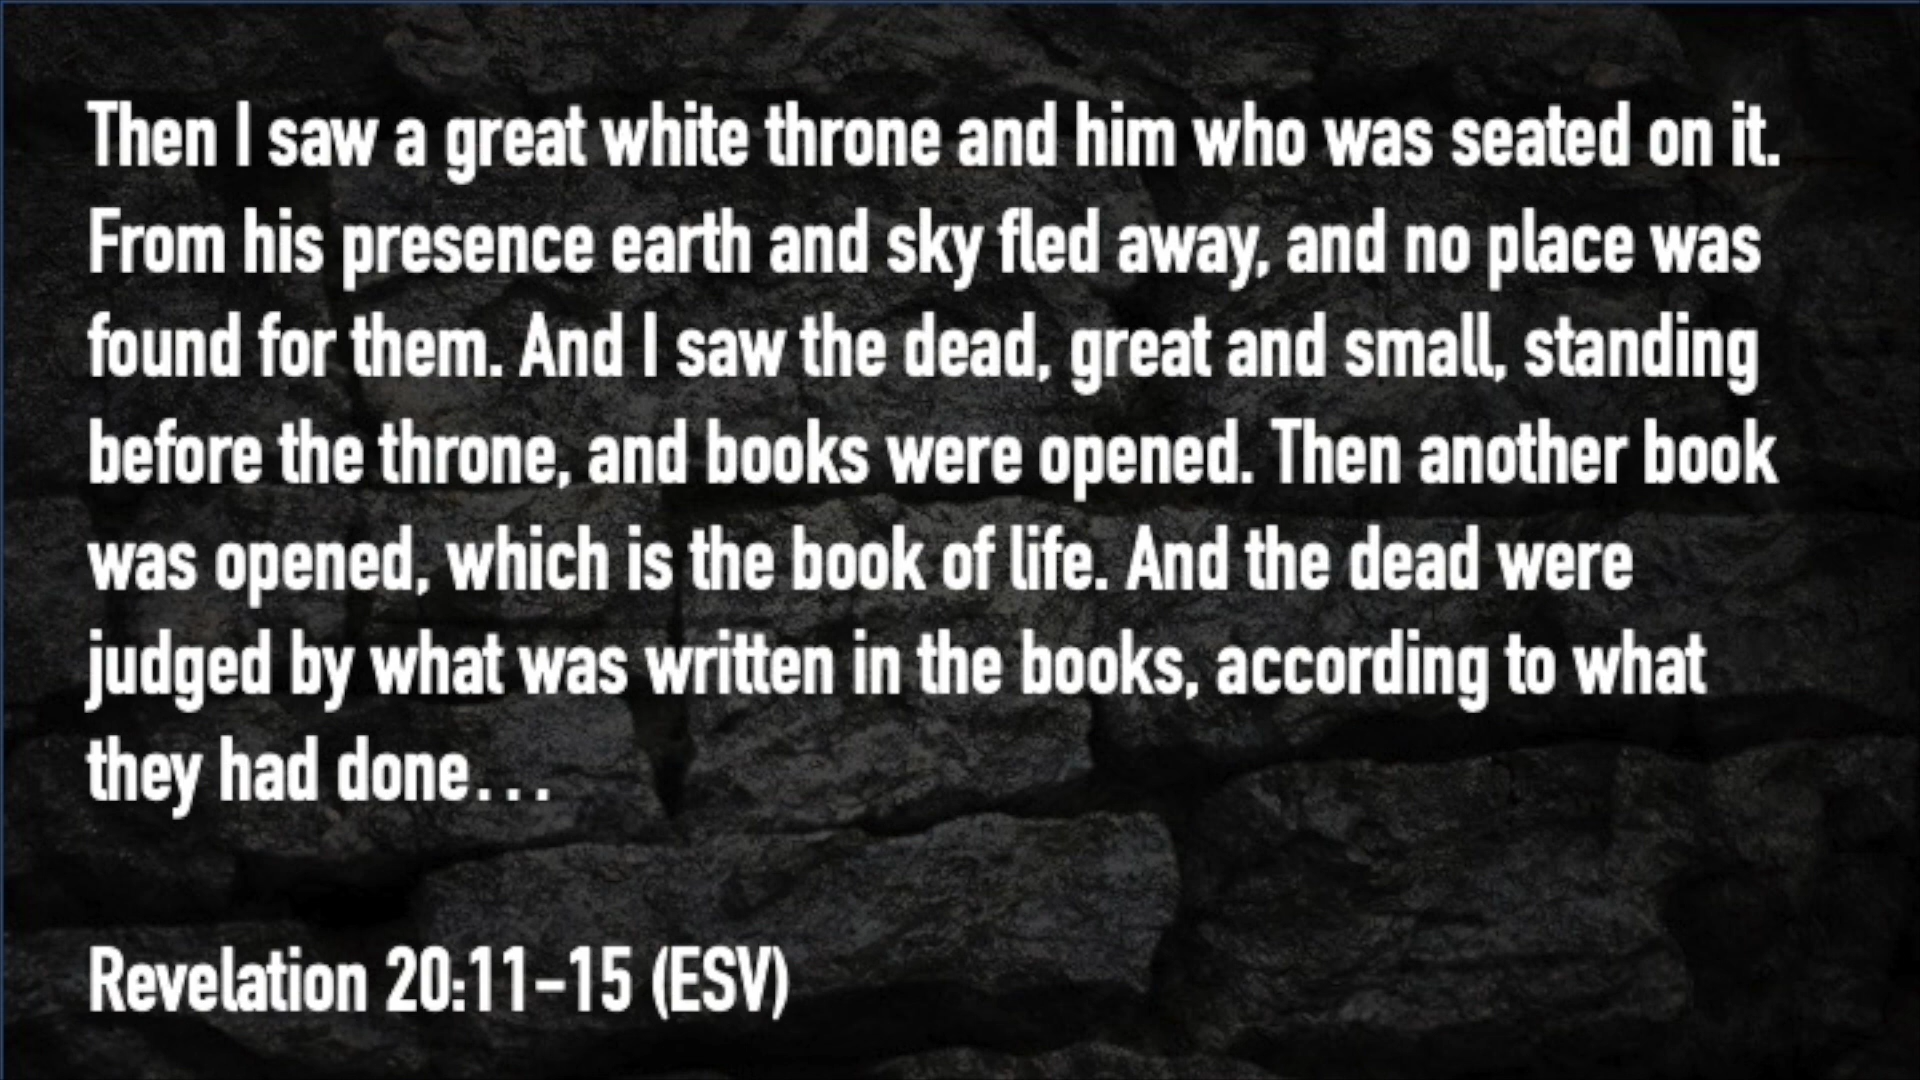 Then I saw a great white throne and him who was seated on it.
From his presence earth and sky fled away, and no place was
found for them. And I saw the dead, great and small, standing
before the throne, and books were opened. Then another book
was opened, which is the book of life. And the dead were
judged by what was written in the books, according to what
they had done…
Revelation 20:11–15 (ESV)